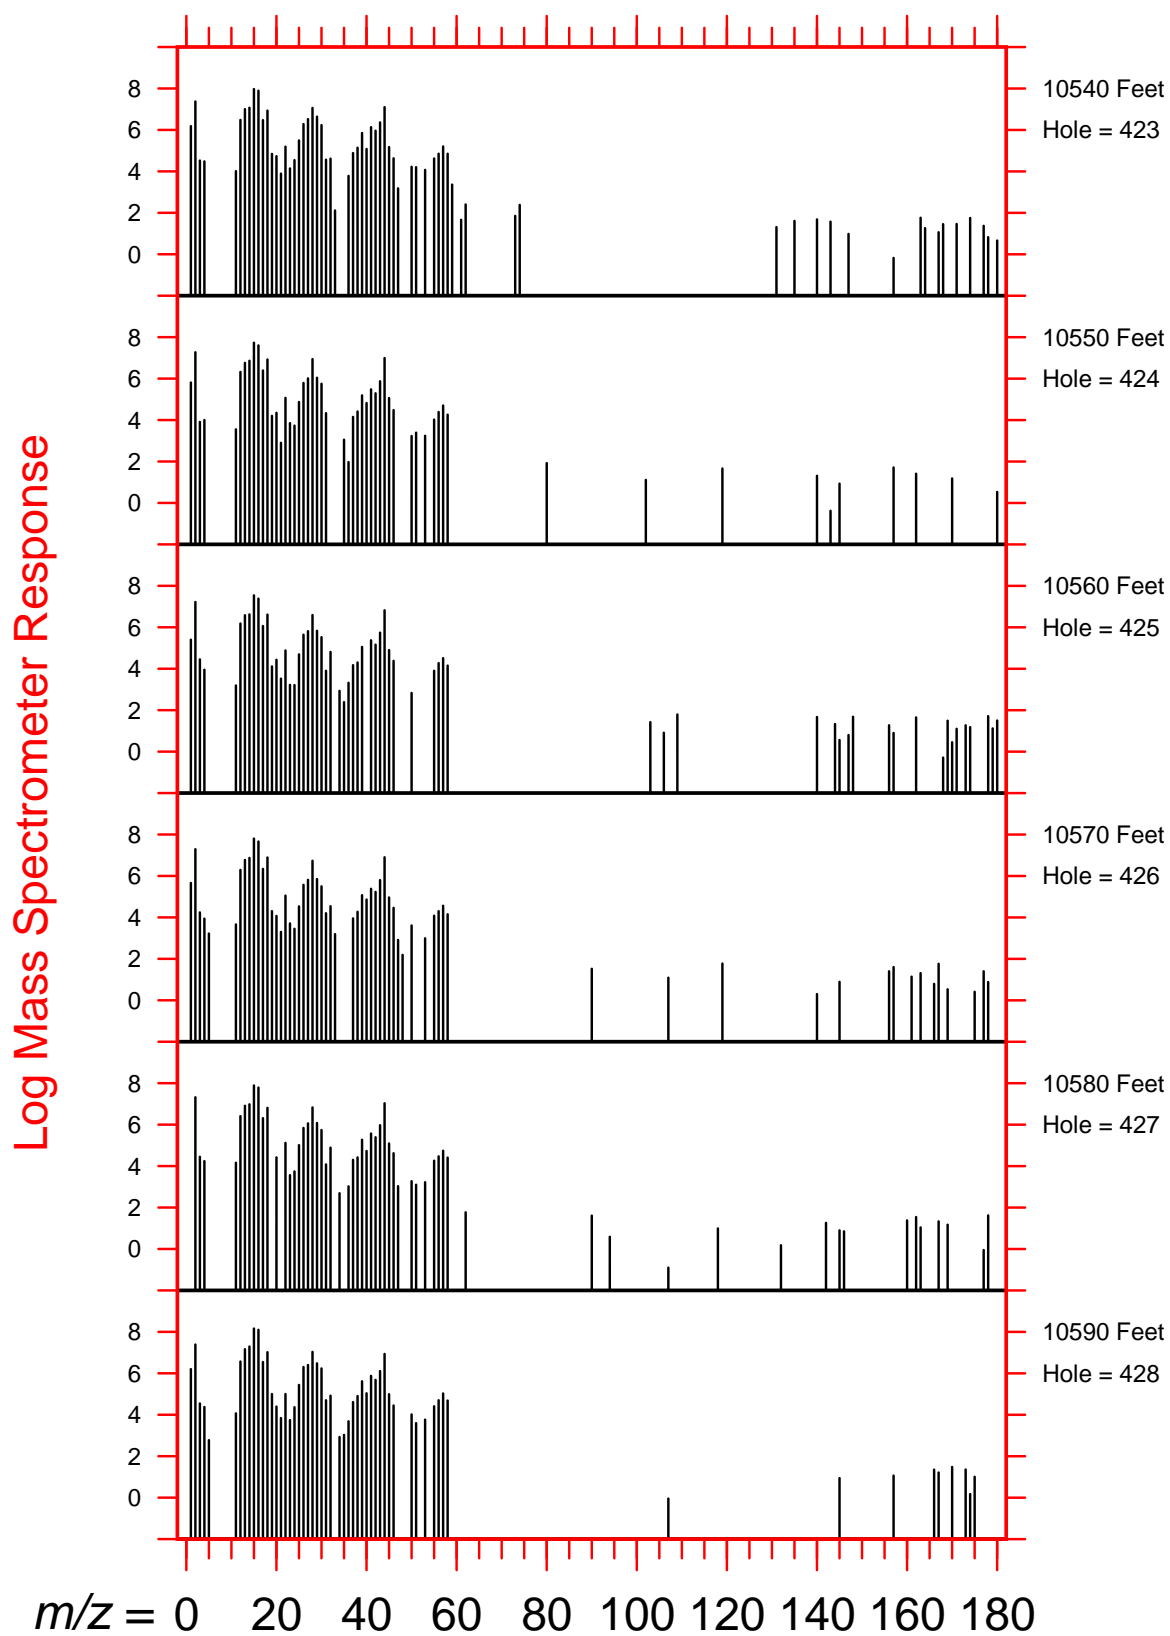 8
6
4
2
0
10540 Feet
Hole = 423
8
6
4
2
0
10550 Feet
Hole = 424
8
6
4
2
0
10560 Feet
Hole = 425
8
6
4
2
0
10570 Feet
Hole = 426
8
6
4
2
0
10580 Feet
Hole = 427
8
6
4
2
0
10590 Feet
Hole = 428
Log Mass Spectrometer Response
m/z = 0 20 40 60 80 100 120 140 160 180